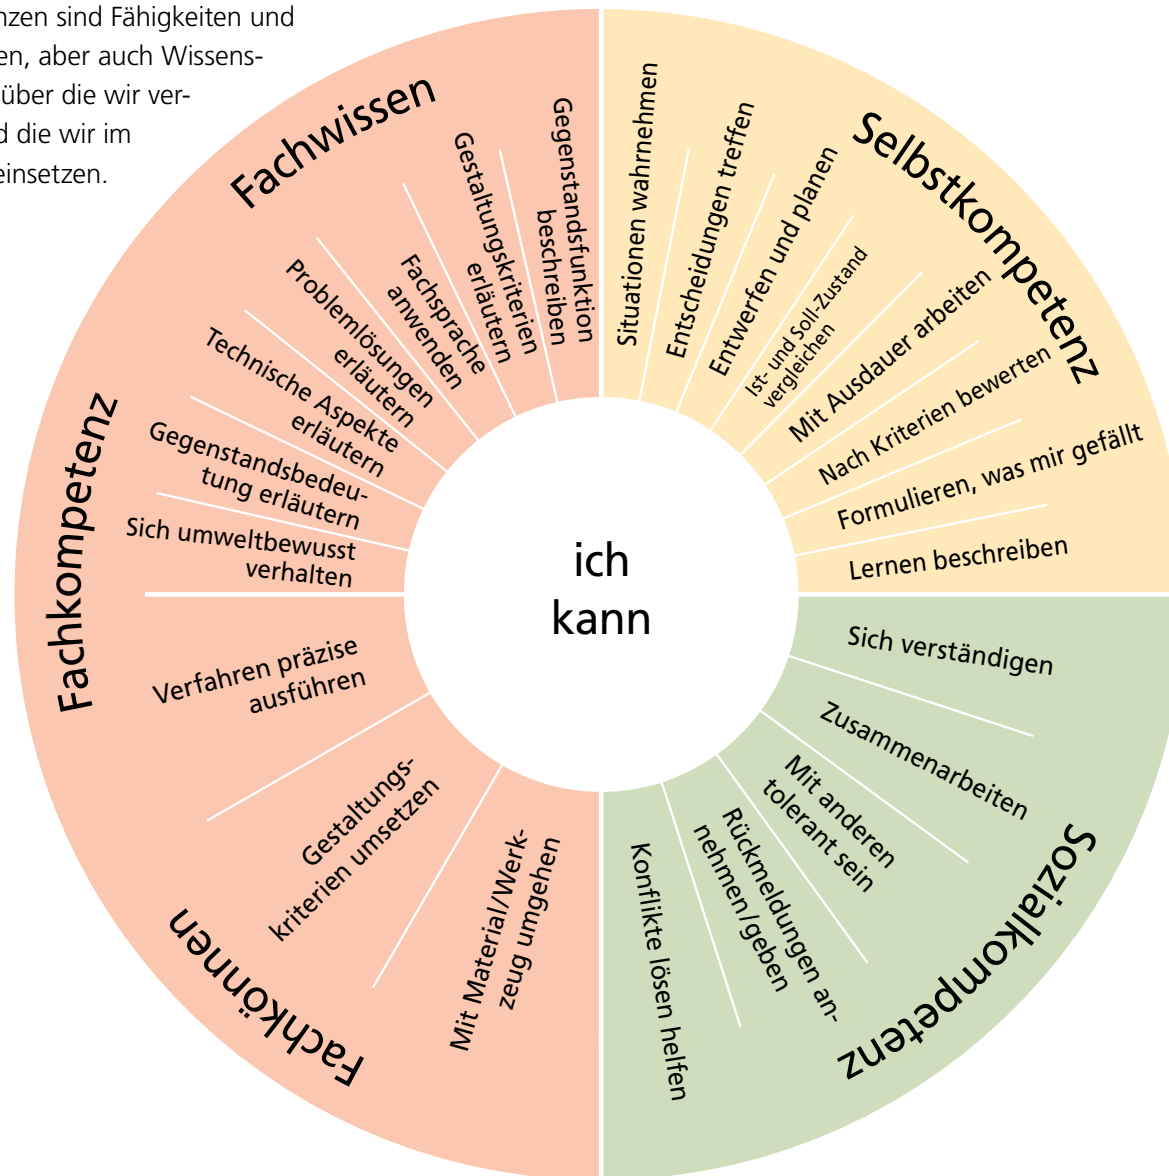 nzen sind Fähigkeiten und
en, aber auch Wissens-
über die wir ver-
d die wir im
einsetzen.
Fachwissen
Gegenstandsfunktion
beschreiben
Gestaltungskriterien
erläutern
Fachsprache
anwenden
Problemlösungen
erläutern
Technische Aspekte
erläutern
Gegenstandsbedeu-
tung erläutern
Sich umweltbewusst
verhalten
Fachkompetenz
Verfahren präzise
ausführen
Gestaltungs-
kriterien umsetzen
Mit Material/Werk-
zeug umgehen
Fachkönnen
Selbstkompetenz
Situationen wahrnehmen
Entscheidungen treffen
Entwerfen und planen
Ist- und Soll-Zustand
vergleichen
Mit Ausdauer arbeiten
Nach Kriterien bewerten
Formulieren, was mir gefällt
Lernen beschreiben
ich
kann
Sich verständigen
Zusammenarbeiten
Mit anderen
tolerant sein
Rückmeldungen an-
nehmen/geben
Konflikte lösen helfen
Sozialkompetenz